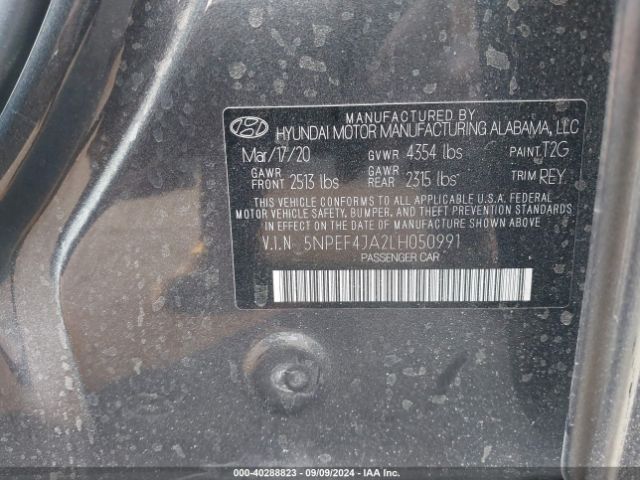 MANUFACTURED BY
HYUNDAI MOTOR MANUFACTURING ALABAMA, LLC
Mar/17/20 GVWR 4354 lbs PAINT T2G
GAWR FRONT 2513 lbs GAWR REAR 2315 lbs TRIM REY
THIS VEHICLE CONFORMS TO ALL APPLICABLE U.S.A. FEDERAL
MOTOR VEHICLE SAFETY, BUMPER, AND THEFT PREVENTION STANDARDS
IN EFFECT ON THE DATE OF MANUFACTURE SHOWN ABOVE.
V.I.N 5NPEF4JA2LH050991
PASSENGER CAR
000-40288823 - 09/09/2024 - IAA Inc.